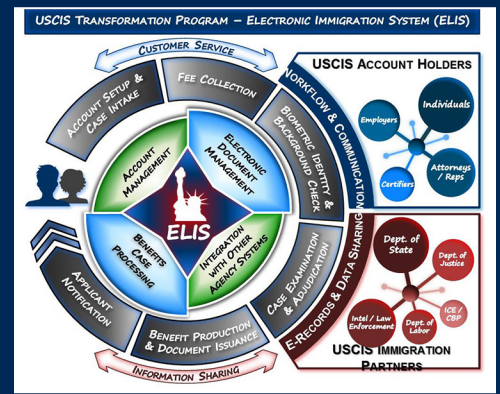 USCIS TRANSFORMATION PROGRAM – ELECTRONIC IMMIGRATION SYSTEM (ELIS)
CUSTOMER SERVICE
ACCOUNT SETUP &
CASE INTAKE
FEE COLLECTION
BIOMETRIC IDENTITY &
BACKGROUND CHECK
CASE EXAMINATION
& ADJUDICATION
BENEFIT PRODUCTION
& DOCUMENT ISSUANCE
APPLICANT
NOTIFICATION
INFORMATION SHARING
ACCOUNT
MANAGEMENT
ELECTRONIC
DOCUMENT
MANAGEMENT
BENEFITS
CASE
PROCESSING
INTEGRATION
WITH OTHER
AGENCY SYSTEMS
ELIS
WORKFLOW & COMMUNICATION
E-RECORDS & DATA SHARING
USCIS ACCOUNT HOLDERS
Individuals
Employers
Attorneys
/ Reps
Certifiers
Dept. of
State
Dept. of
Justice
ICE /
CBP
Intel / Law
Enforcement
Dept. of
Labor
USCIS IMMIGRATION
PARTNERS